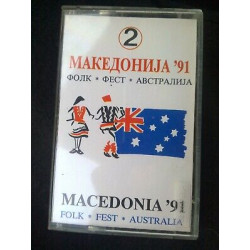 2
МАКЕДОНИЈА '91
ФОЛК * ФЕСТ * АВСТРАЛИЈА
MACEDONIA '91
FOLK * FEST * AUSTRALIA